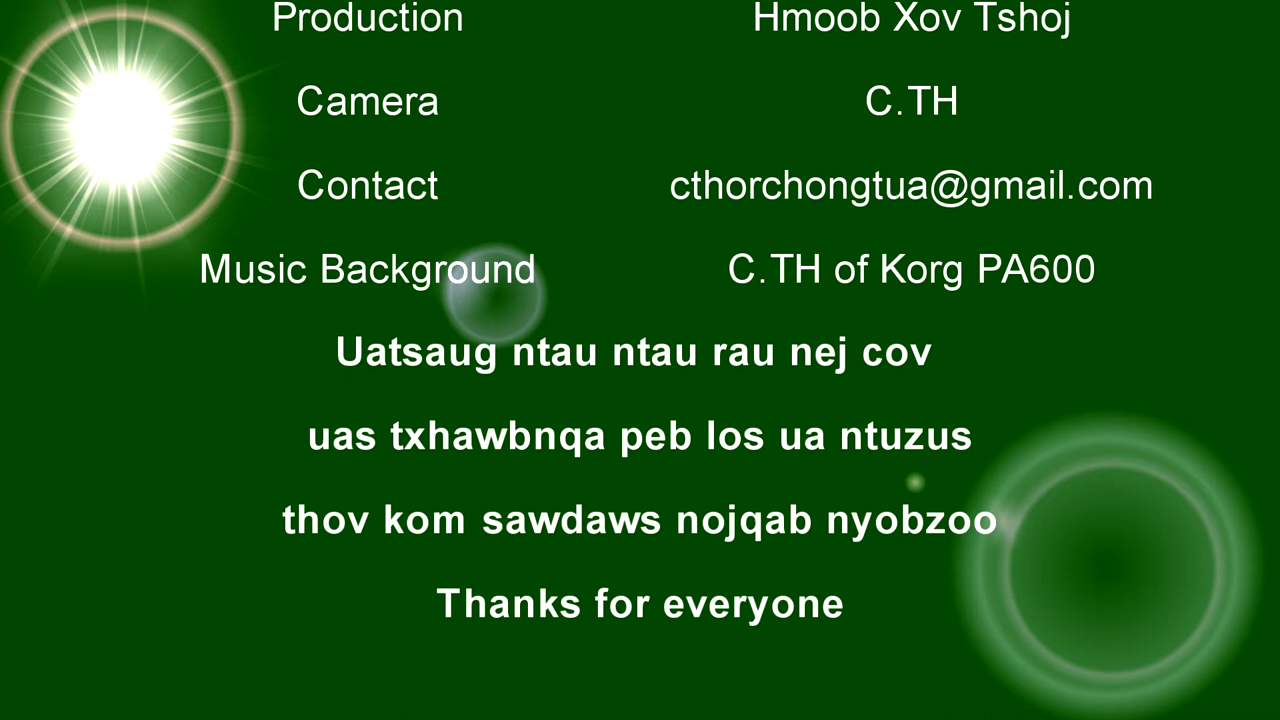 Production Hmoob Xov Tshoj
Camera C.TH
Contact cthorchongtua@gmail.com
Music Background C.TH of Korg PA600
Uatsaug ntau ntau rau nej cov
uas txhawbnqa peb los ua ntuzus
thov kom sawdaws nojqab nyobzoo
Thanks for everyone